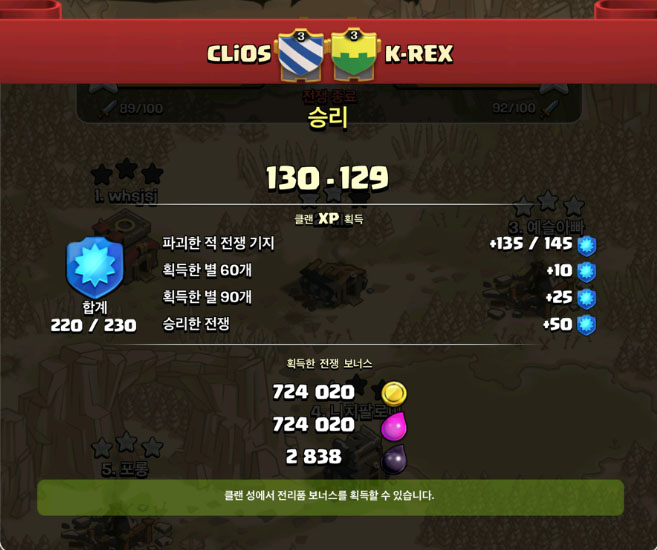 CLiOS 3 3 K-REX
89/100 전쟁 종료 92/100
승리
130 - 129
1. whsjsj
클랜 XP 획득
3. 예슬아빠
파괴한 적 전쟁 기지 +135 / 145
획득한 별 60개 +10
획득한 별 90개 +25
합계
220 / 230
승리한 전쟁 +50
획득한 전쟁 보너스
724 020
724 020
2 838
5. 포롱
클랜 성에서 전리품 보너스를 획득할 수 있습니다.